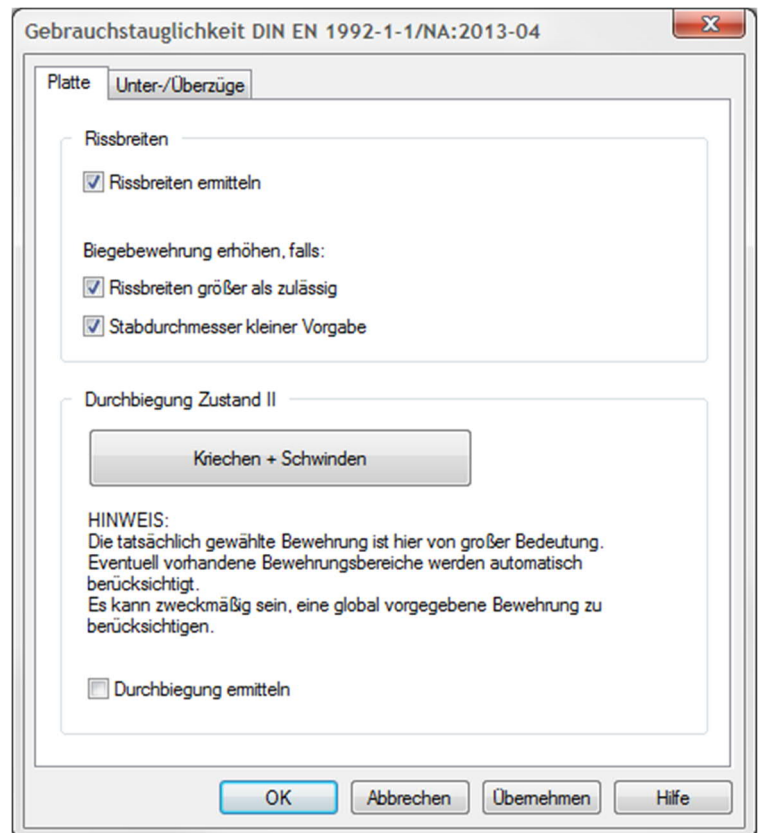 Gebrauchstauglichkeit DIN EN 1992-1-1/NA:2013-04
Platte
Unter-/Überzüge
Rissbreiten
Rissbreiten ermitteln
Biegebewehrung erhöhen, falls:
Rissbreiten größer als zulässig
Stabdurchmesser kleiner Vorgabe
Durchbiegung Zustand II
Kriechen + Schwinden
HINWEIS:
Die tatsächlich gewählte Bewehrung ist hier von großer Bedeutung.
Eventuell vorhandene Bewehrungsbereiche werden automatisch
berücksichtigt.
Es kann zweckmäßig sein, eine global vorgegebene Bewehrung zu
berücksichtigen.
Durchbiegung ermitteln
OK
Abbrechen
Übernehmen
Hilfe